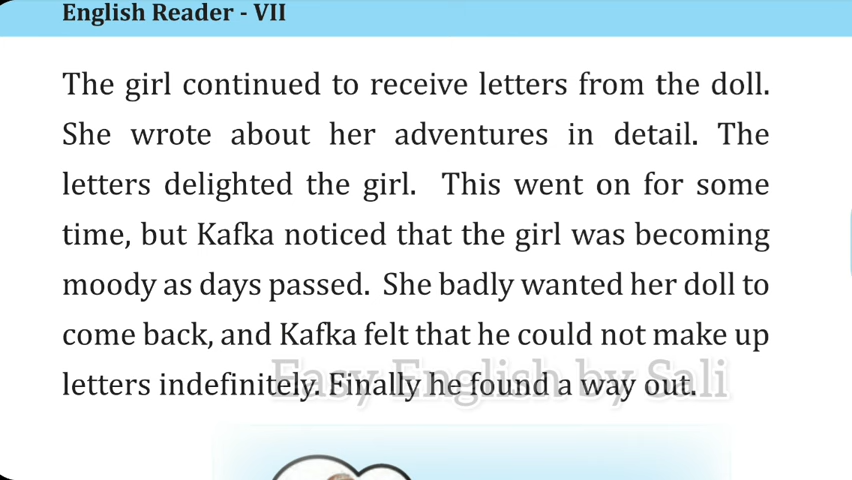 English Reader - VII
The girl continued to receive letters from the doll.
She wrote about her adventures in detail. The
letters delighted the girl. This went on for some
time, but Kafka noticed that the girl was becoming
moody as days passed. She badly wanted her doll to
come back, and Kafka felt that he could not make up
letters indefinitely. Finally he found a way out.
Easy English by Sali